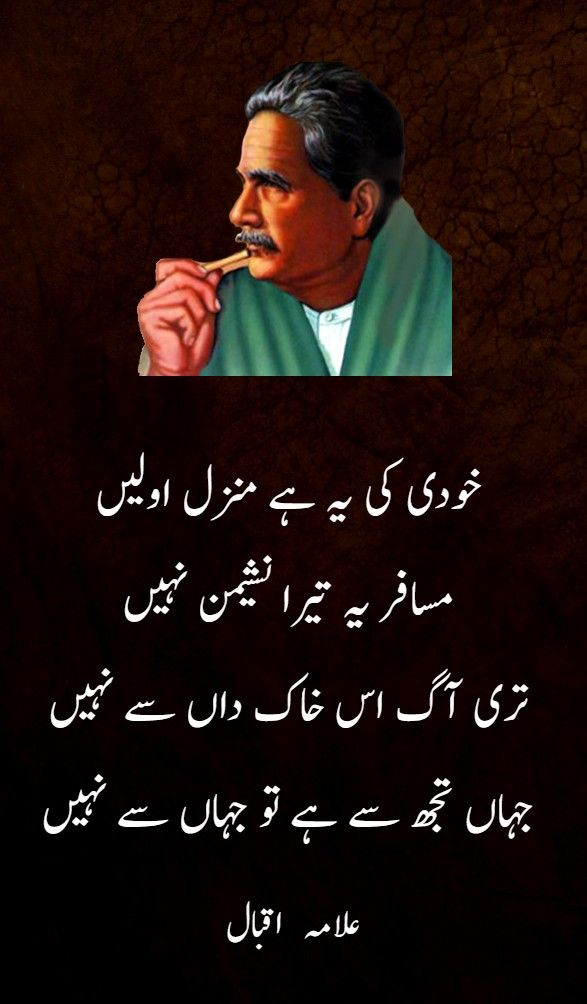 خودی کی یہ ہے منزل اولیں
مسافر یہ تیرا نشیمن نہیں
تری آگ اس خاک داں سے نہیں
جہاں تجھ سے ہے تو جہاں سے نہیں
علامہ اقبال